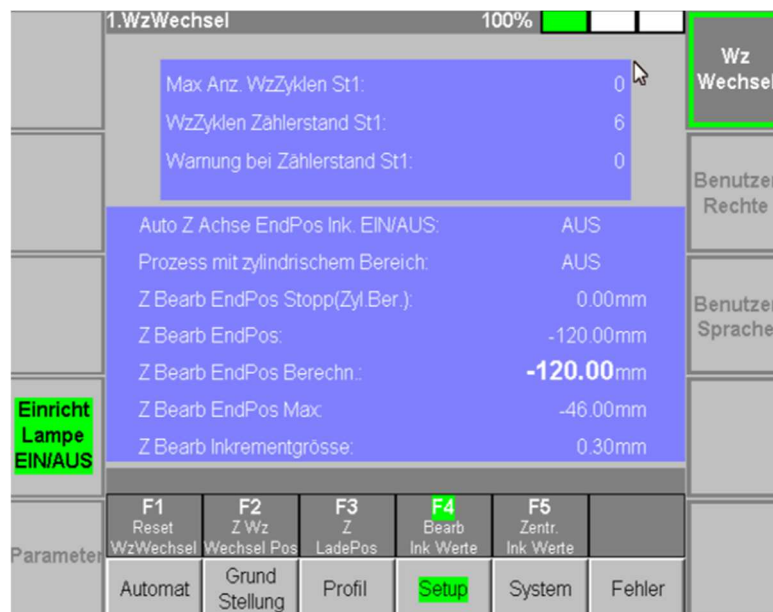 1.WzWechsel 100%
Max Anz. WzZyklen St1: 0
WzZyklen Zählerstand St1: 6
Warnung bei Zählerstand St1: 0
Auto Z Achse EndPos Ink. EIN/AUS: AUS
Prozess mit zylindrischem Bereich: AUS
Z Bearb EndPos Stopp(Zyl.Ber.): 0.00mm
Z Bearb EndPos: -120.00mm
Z Bearb EndPos Berechn.: -120.00mm
Z Bearb EndPos Max: -46.00mm
Z Bearb Inkrementgrösse: 0.30mm
Einricht
Lampe
EIN/AUS
Parameter
Wz
Wechsel
Benutzer
Rechte
Benutzer
Sprache
F1
Reset
WzWechsel
F2
Z Wz
Wechsel Pos
F3
Z
LadePos
F4
Bearb
Ink Werte
F5
Zentr.
Ink Werte
Automat
Grund
Stellung
Profil
Setup
System
Fehler